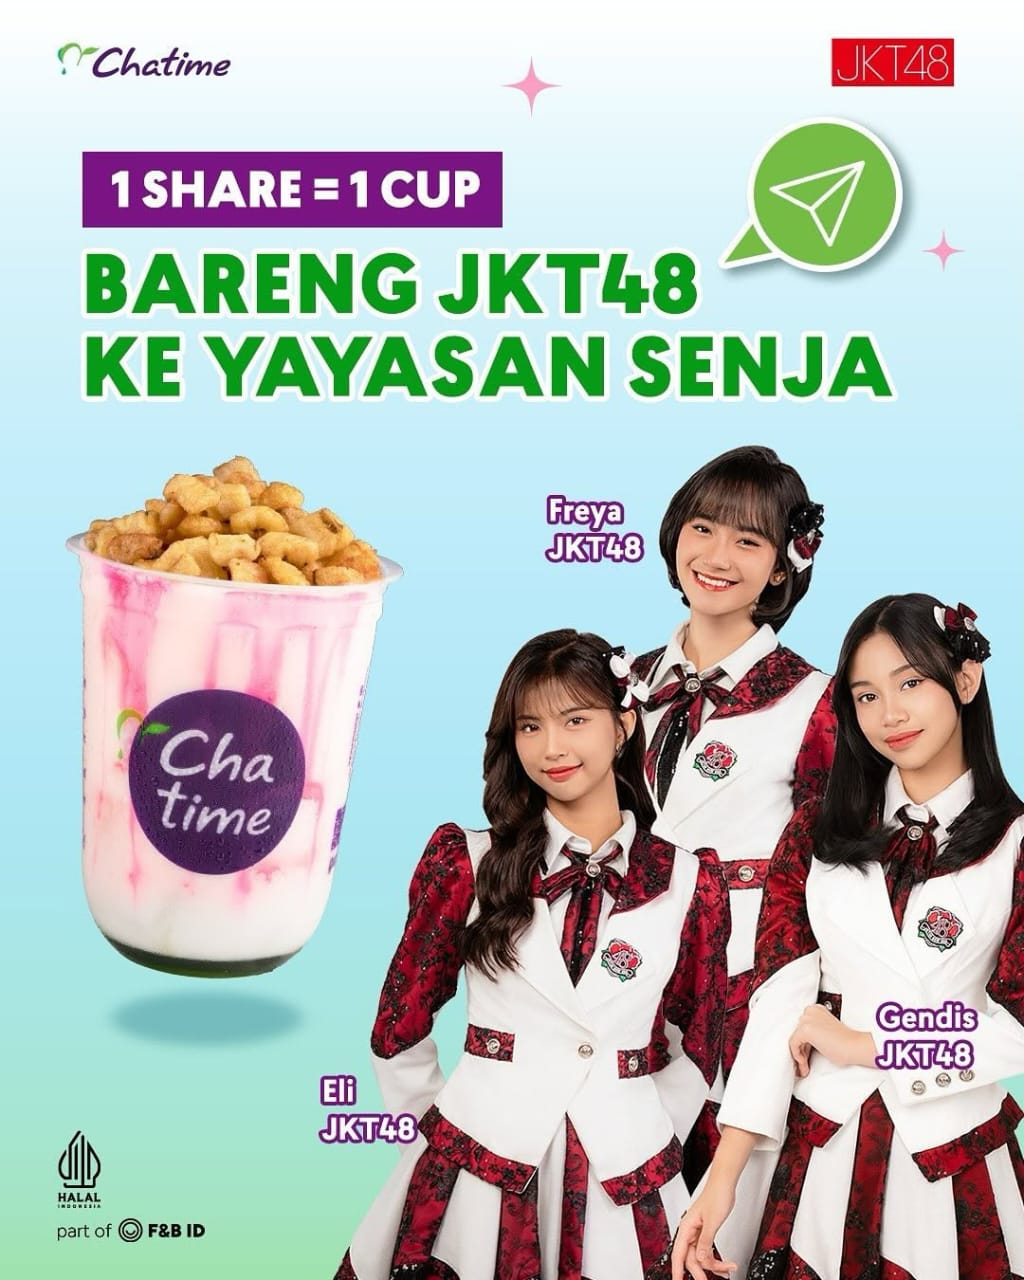 Chatime
JKT48
1 SHARE = 1 CUP
BARENG JKT48
KE YAYASAN SENJA
Freya
JKT48
Cha
time
Gendis
JKT48
Eli
JKT48
HALAL
INDONESIA
part of F&B ID